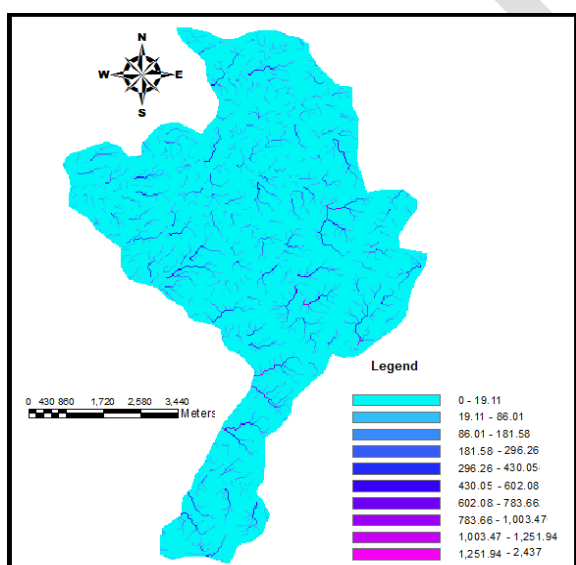 N
W E
S
Legend
0 430 860 1,720 2,580 3,440
Meters
0 - 19.11
19.11 - 86.01
86.01 - 181.58
181.58 - 296.26
296.26 - 430.05
430.05 - 602.08
602.08 - 783.66
783.66 - 1,003.47
1,003.47 - 1,251.94
1,251.94 - 2,437